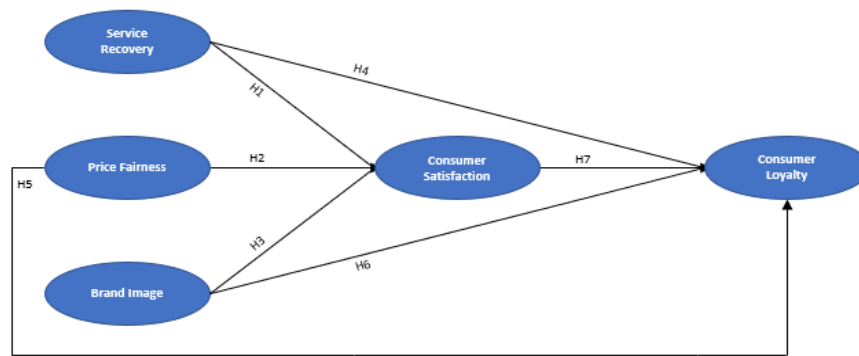 Service
Recovery
H4
H1
Price Fairness
H2
Consumer
Satisfaction
H7
Consumer
Loyalty
H5
H3
H6
Brand Image